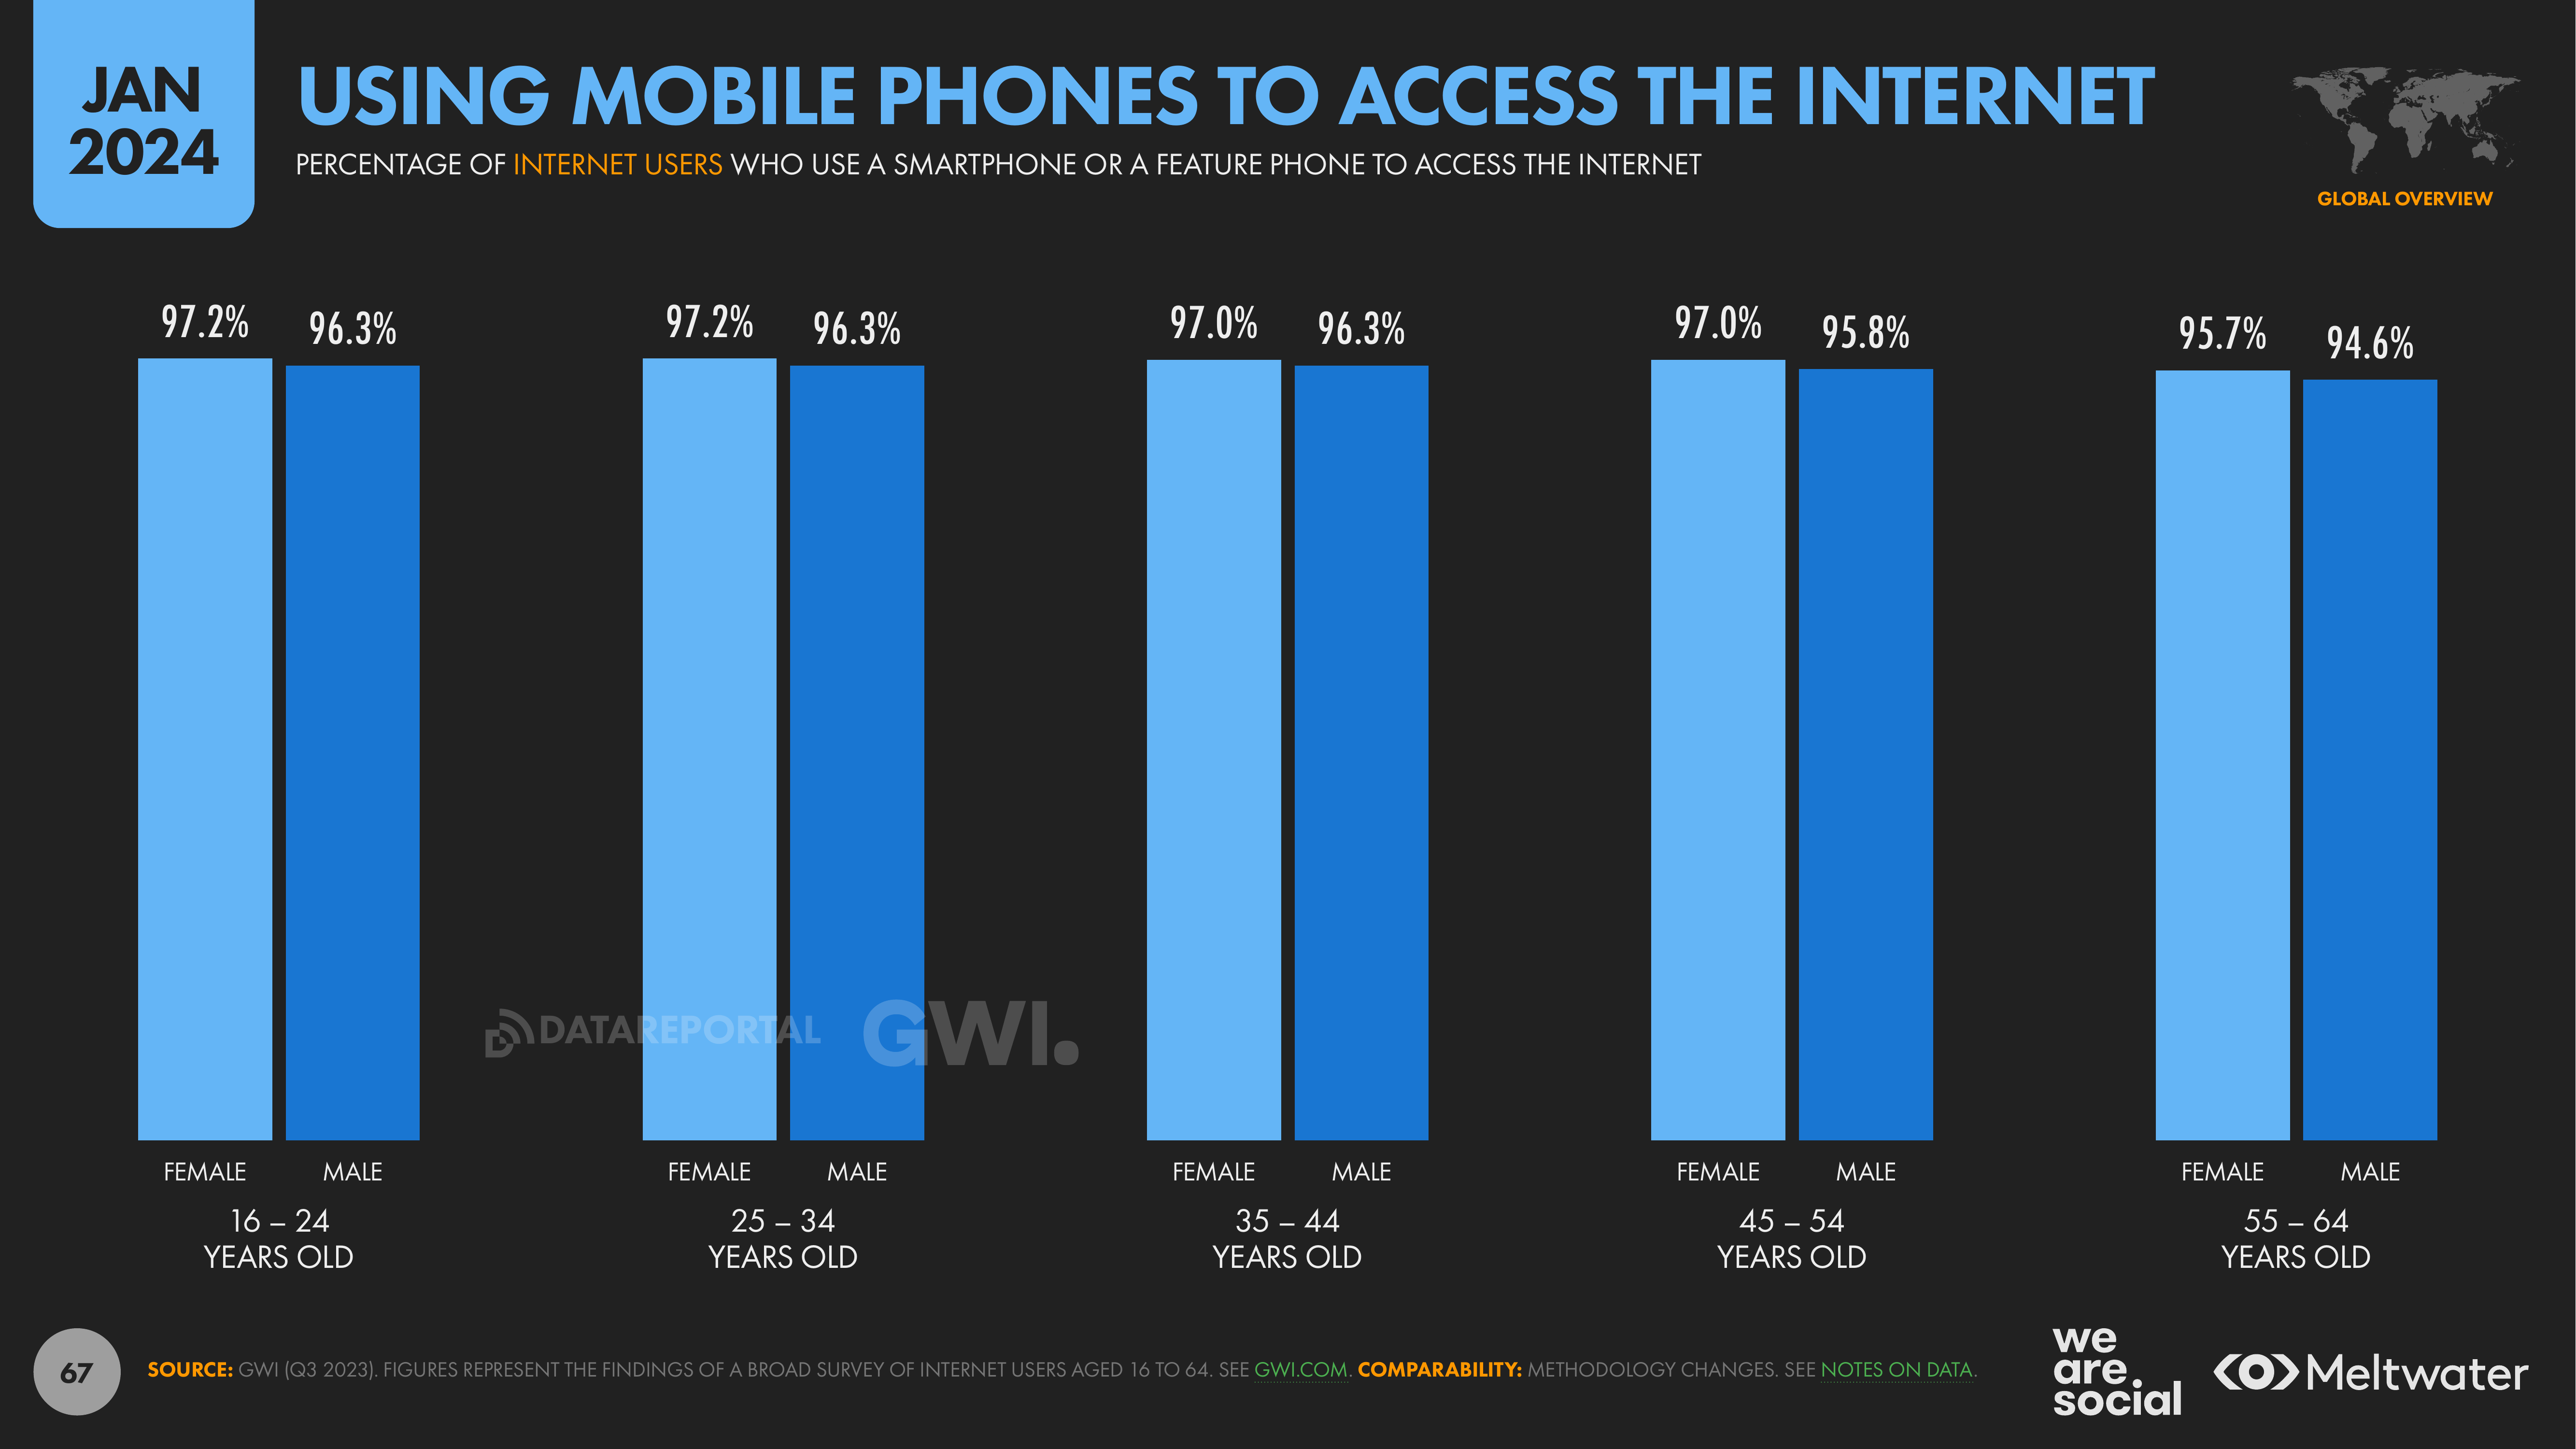 JAN
2024
USING MOBILE PHONES TO ACCESS THE INTERNET
PERCENTAGE OF INTERNET USERS WHO USE A SMARTPHONE OR A FEATURE PHONE TO ACCESS THE INTERNET
GLOBAL OVERVIEW
97.2% 96.3% 97.2% 96.3% 97.0% 96.3% 97.0% 95.8% 95.7% 94.6%
DATAREPORTAL GWI.
FEMALE MALE FEMALE MALE FEMALE MALE FEMALE MALE FEMALE MALE
16 – 24 25 – 34 35 – 44 45 – 54 55 – 64
YEARS OLD YEARS OLD YEARS OLD YEARS OLD YEARS OLD
67
SOURCE: GWI (Q3 2023). FIGURES REPRESENT THE FINDINGS OF A BROAD SURVEY OF INTERNET USERS AGED 16 TO 64. SEE GWI.COM. COMPARABILITY: METHODOLOGY CHANGES. SEE NOTES ON DATA.
we
are
social
Meltwater